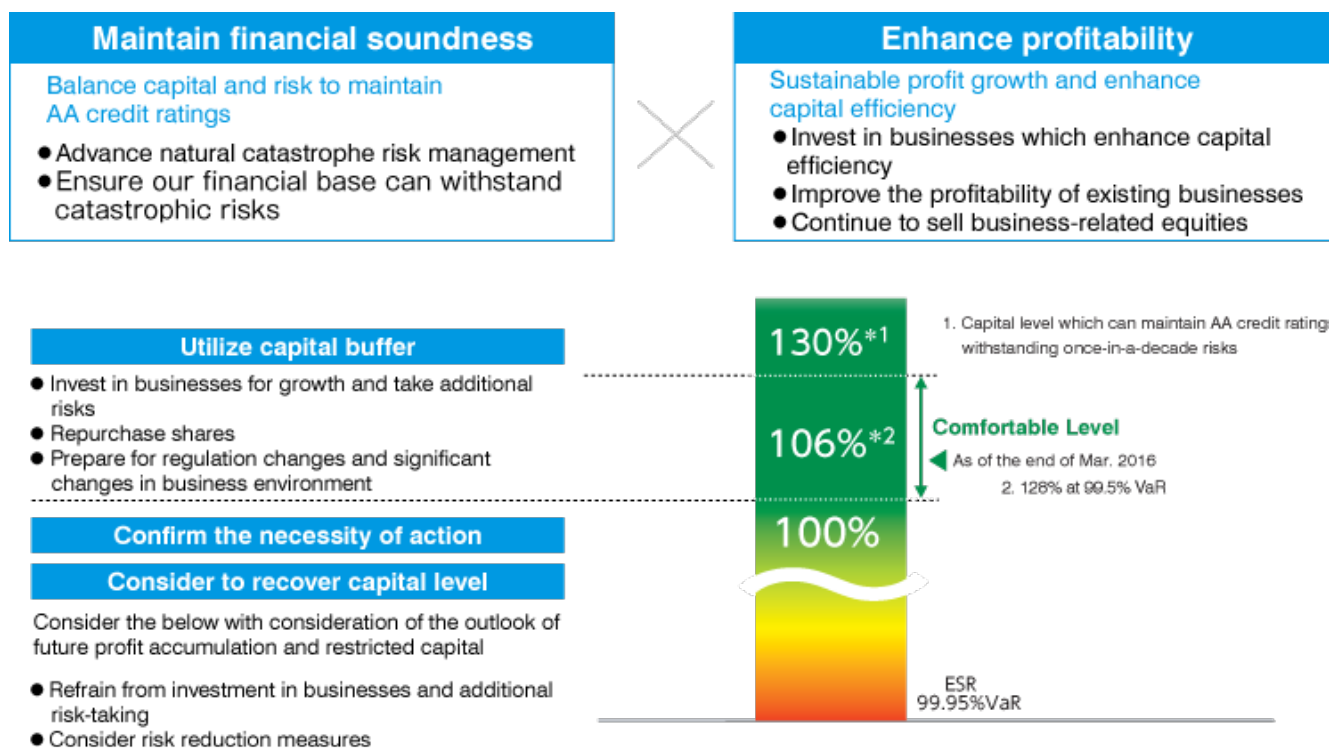 Maintain financial soundness
Balance capital and risk to maintain
AA credit ratings
● Advance natural catastrophe risk management
● Ensure our financial base can withstand
catastrophic risks
Enhance profitability
Sustainable profit growth and enhance
capital efficiency
● Invest in businesses which enhance capital
efficiency
● Improve the profitability of existing businesses
● Continue to sell business-related equities
Utilize capital buffer
● Invest in businesses for growth and take additional
risks
● Repurchase shares
● Prepare for regulation changes and significant
changes in business environment
Confirm the necessity of action
Consider to recover capital level
Consider the below with consideration of the outlook of
future profit accumulation and restricted capital
● Refrain from investment in businesses and additional
risk-taking
● Consider risk reduction measures
130%*1
106%*2
100%
1. Capital level which can maintain AA credit rating
withstanding once-in-a-decade risks
Comfortable Level
As of the end of Mar. 2016
2. 128% at 99.5% VaR
ESR
99.95%VaR